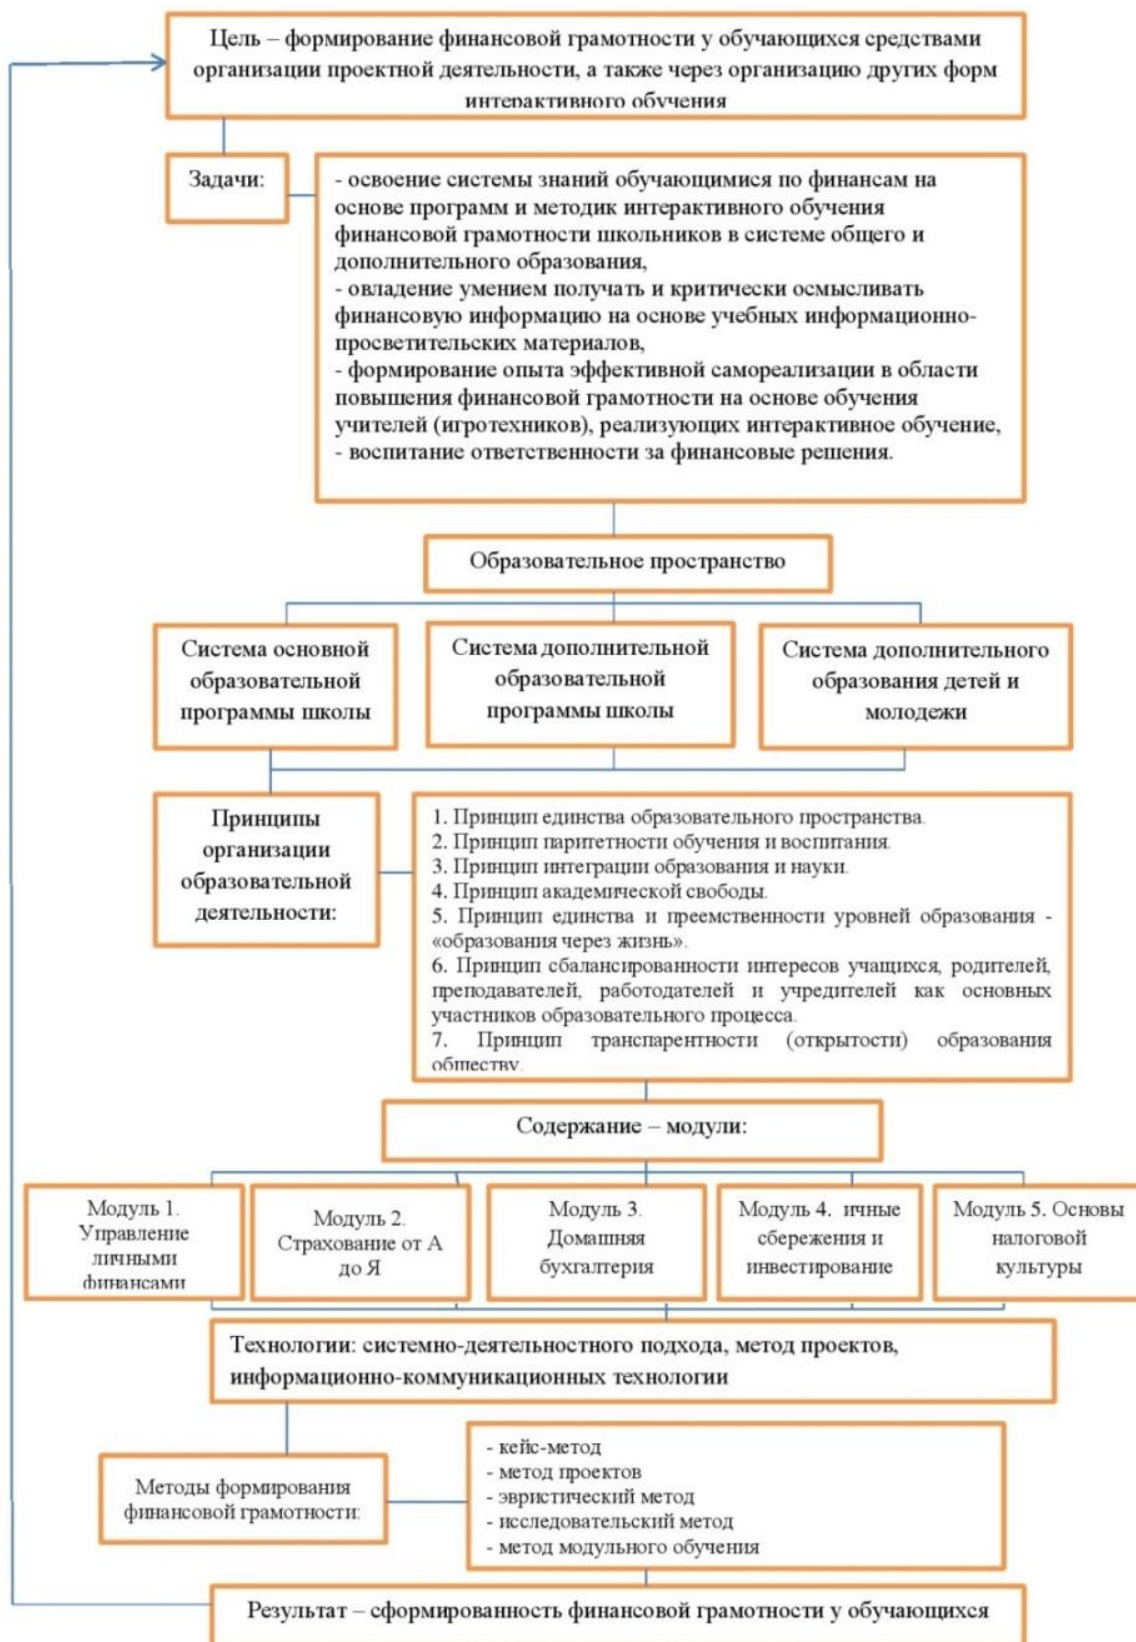 Цель – формирование финансовой грамотности у обучающихся средствами
организации проектной деятельности, а также через организацию других форм
интерактивного обучения
Задачи:
- освоение системы знаний обучающимися по финансам на
основе программ и методик интерактивного обучения
финансовой грамотности школьников в системе общего и
дополнительного образования,
- овладение умением получать и критически осмысливать
финансовую информацию на основе учебных информационно-
просветительских материалов,
- формирование опыта эффективной самореализации в области
повышения финансовой грамотности на основе обучения
учителей (игротехников), реализующих интерактивное обучение,
- воспитание ответственности за финансовые решения.
Образовательное пространство
Система основной
образовательной
программы школы
Система дополнительной
образовательной
программы школы
Система дополнительного
образования детей и
молодежи
Принципы
организации
образовательной
деятельности:
1. Принцип единства образовательного пространства.
2. Принцип паритетности обучения и воспитания.
3. Принцип интеграции образования и науки.
4. Принцип академической свободы.
5. Принцип единства и преемственности уровней образования -
«образования через жизнь».
6. Принцип сбалансированности интересов учащихся, родителей,
преподавателей, работодателей и учредителей как основных
участников образовательного процесса.
7. Принцип транспарентности (открытости) образования
обществу.
Содержание – модули:
Модуль 1.
Управление
личными
финансами
Модуль 2.
Страхование от А
до Я
Модуль 3.
Домашняя
бухгалтерия
Модуль 4. ичные
сбережения и
инвестирование
Модуль 5. Основы
налоговой
культуры
Технологии: системно-деятельностного подхода, метод проектов,
информационно-коммуникационных технологии
Методы формирования
финансовой грамотности:
- кейс-метод
- метод проектов
- эвристический метод
- исследовательский метод
- метод модульного обучения
Результат – сформированность финансовой грамотности у обучающихся